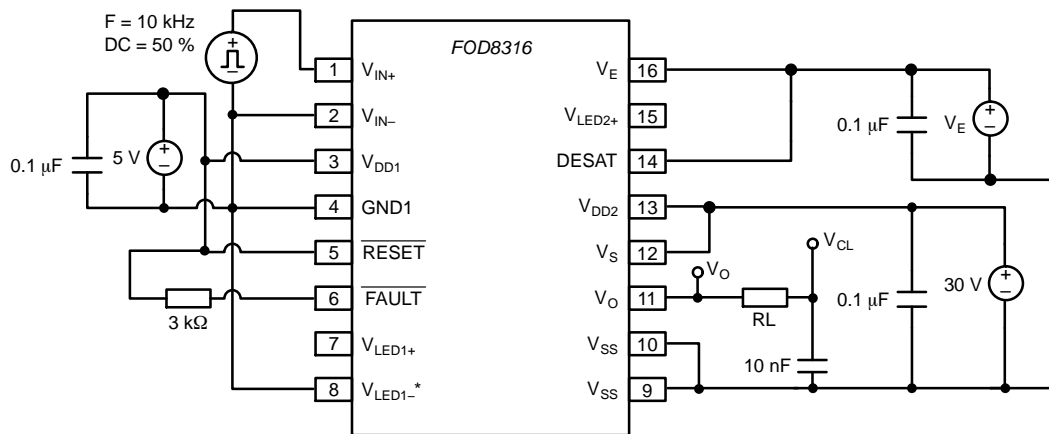 F = 10 kHz
DC = 50 %
FOD8316
+
−
1
V_IN+
2
V_IN−
3
V_DD1
4
GND1
5
R̅E̅S̅E̅T̅
6
F̅A̅U̅L̅T̅
7
V_LED1+
8
V_LED1−*
0.1 μF
5 V
+
−
3 kΩ
V_E
16
V_LED2+
15
DESAT
14
V_DD2
13
V_S
12
V_O
11
V_SS
10
V_SS
9
0.1 μF
V_E
+
−
V_O
V_CL
RL
10 nF
0.1 μF
30 V
+
−